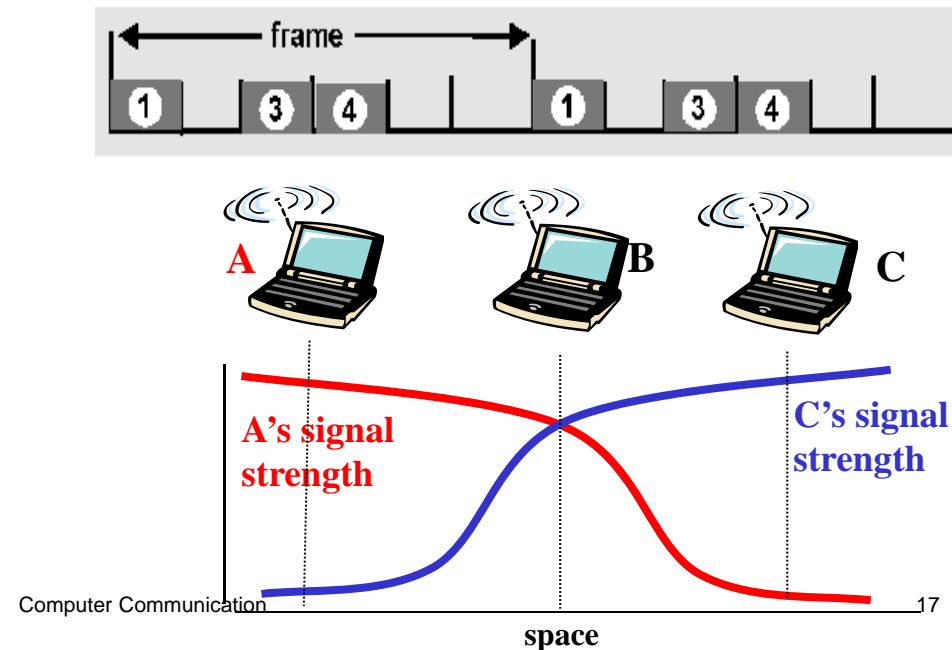 frame
1 3 4 1 3 4
A B C
A's signal strength
C's signal strength
Computer Communication
17
space